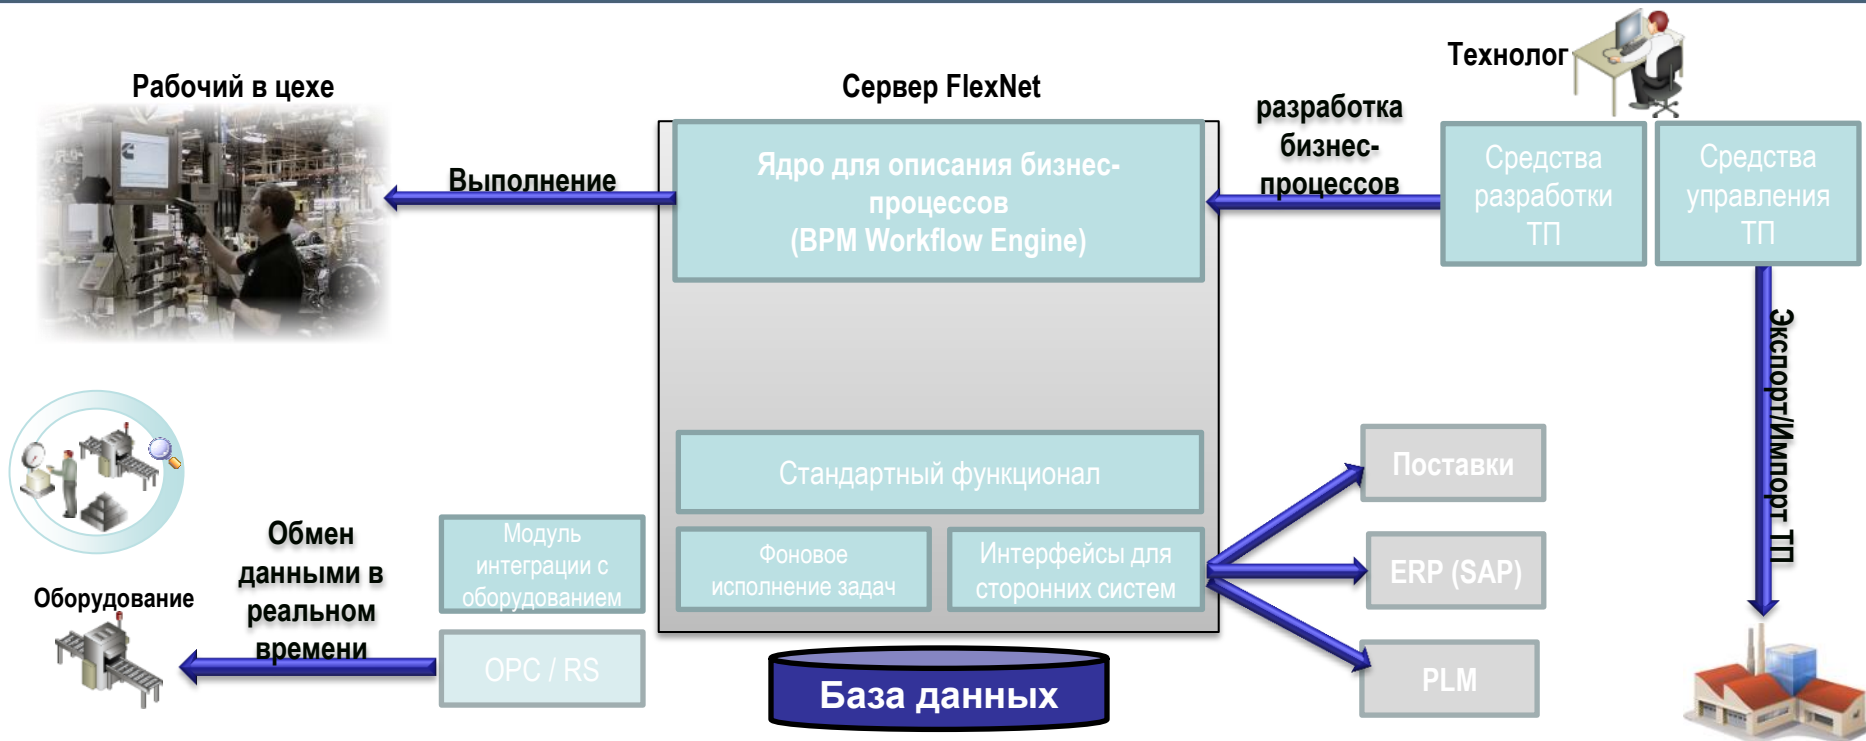 Технолог
Рабочий в цехе
Сервер FlexNet
разработка
бизнес-
процессов
Ядро для описания бизнес-
процессов
(BPM Workflow Engine)
Средства
разработки
ТП
Средства
управления
ТП
Выполнение
Экспорт/Импорт ТП
Стандартный функционал
Поставки
Обмен
данными в
реальном
времени
Модуль
интеграции с
оборудованием
Фоновое
исполнение задач
Интерфейсы для
сторонних систем
ERP (SAP)
Оборудование
OPC / RS
База данных
PLM